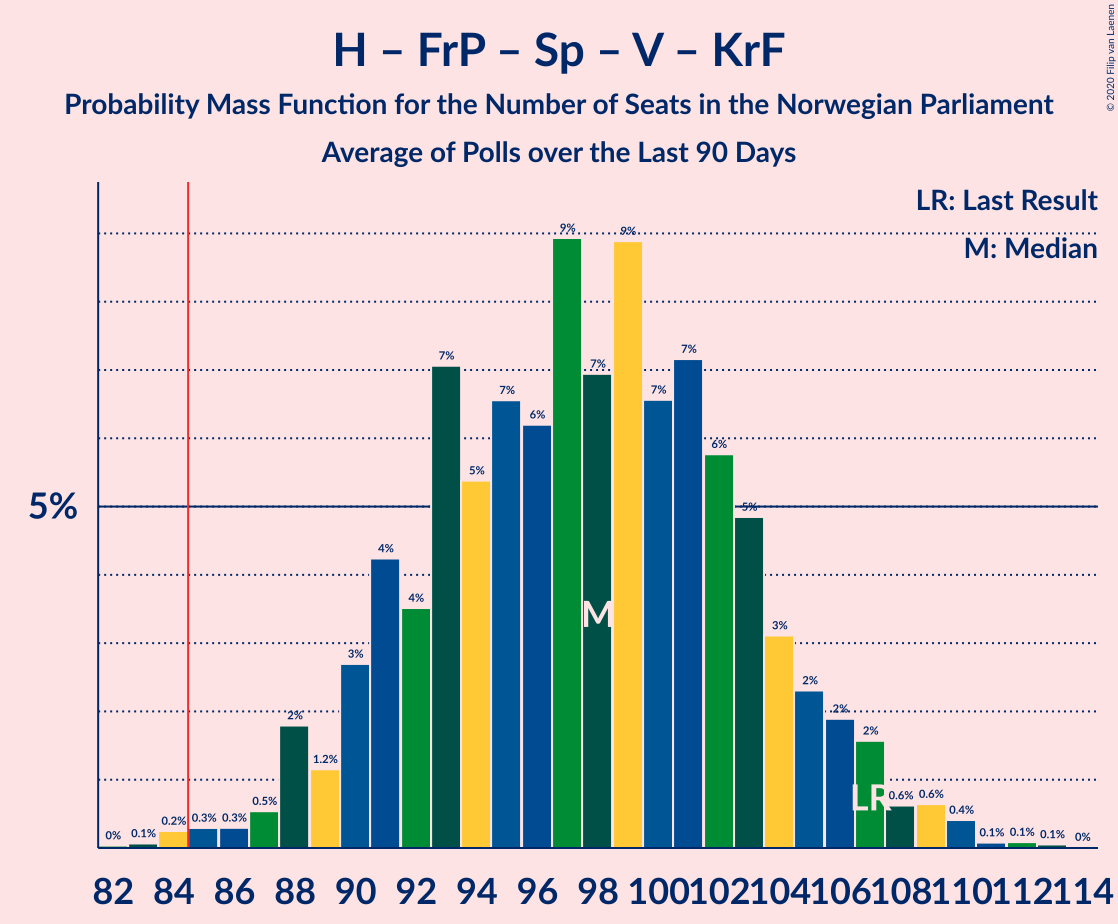 H – FrP – Sp – V – KrF
Probability Mass Function for the Number of Seats in the Norwegian Parliament
Average of Polls over the Last 90 Days
© 2020 Filip van Laenen
LR: Last Result
M: Median
5%
0% 0.1% 0.2% 0.3% 0.3% 0.5% 2% 1.2% 3% 4% 4% 7% 5% 7% 6% 9% 7% 9% 7% 7% 6% 5% 3% 2% 2% 2% 0.6% 0.6% 0.4% 0.1% 0.1% 0.1% 0%
M
LR
82 84 86 88 90 92 94 96 98 100 102 104 106 108 110 112 114